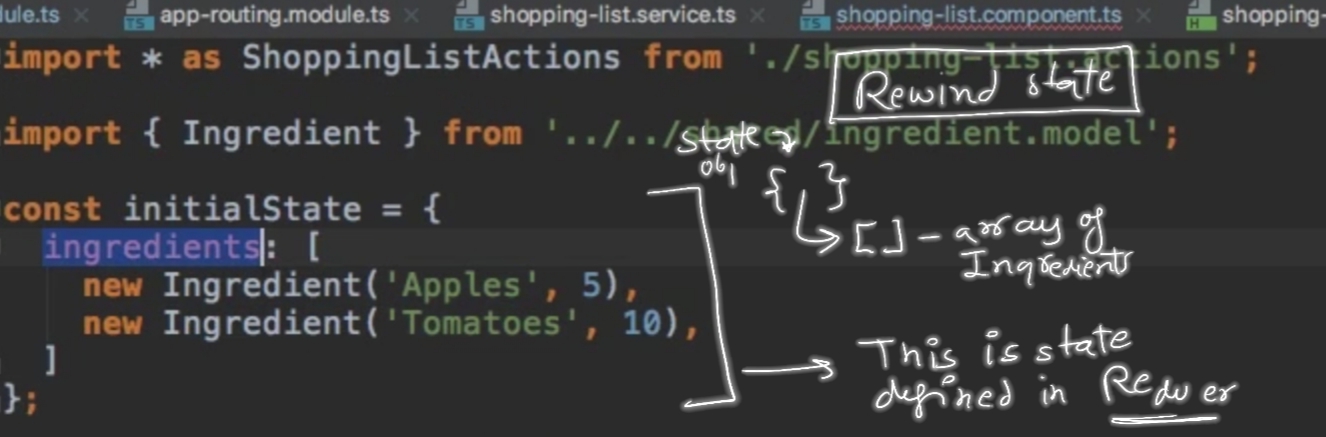 ule.ts × app-routing.module.ts × shopping-list.service.ts × shopping-list.component.ts × shopping-
import * as ShoppingListActions from './shopping-list.actions';
Rewind state
import { Ingredient } from '../../shared/ingredient.model';
state
obj
{ }
const initialState = {
[] - array of
Ingredients
ingredients: [
new Ingredient('Apples', 5),
new Ingredient('Tomatoes', 10),
]
};
This is state
defined in Reducer